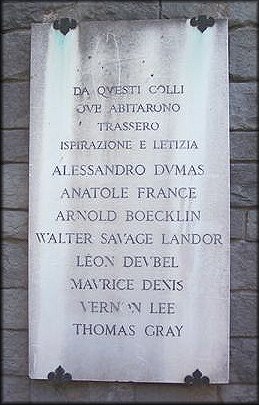 DA QVESTI COLLI
OVE ABITARONO
TRASSERO
ISPIRAZIONE E LETIZIA
ALESSANDRO DVMAS
ANATOLE FRANCE
ARNOLD BOECKLIN
WALTER SAVAGE LANDOR
LÉON DEVBEL
MAVRICE DENIS
VERNON LEE
THOMAS GRAY